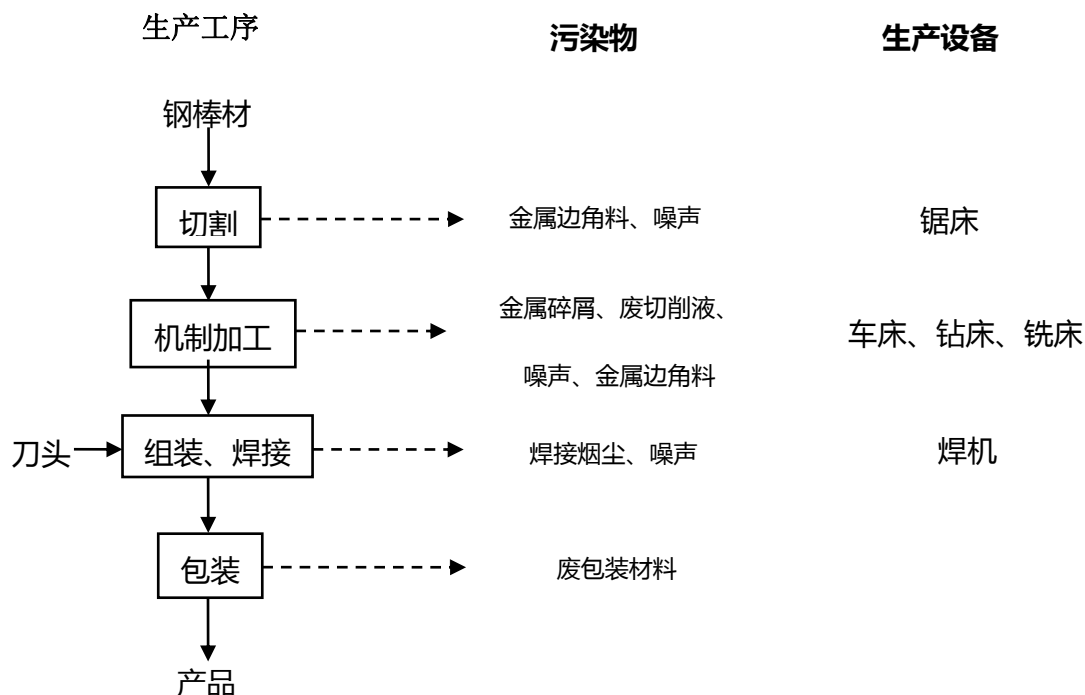 生产工序 污染物 生产设备
钢棒材
切割 金属边角料、噪声 锯床
机制加工 金属碎屑、废切削液、 车床、钻床、铣床
噪声、金属边角料
刀头 组装、焊接 焊接烟尘、噪声 焊机
包装 废包装材料
产品